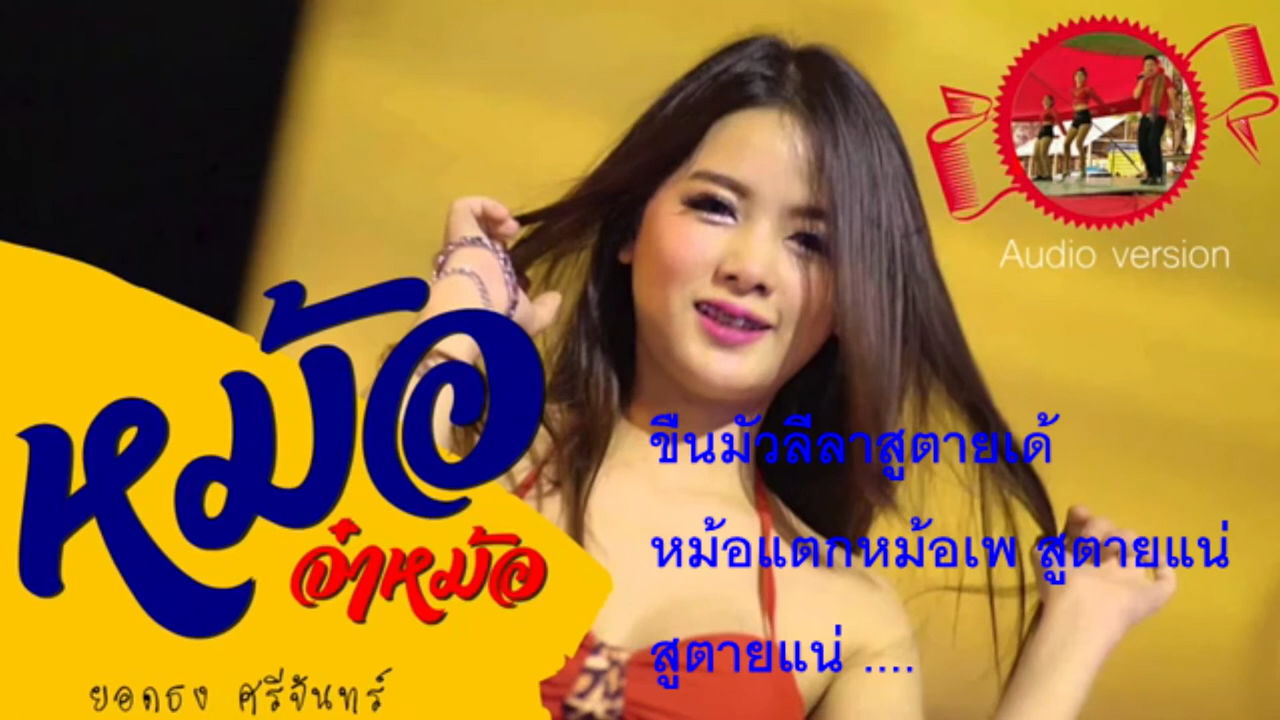 Audio version
หม้อ
จ๋ำหม้อ
ยอดธง ศรีจันทร์
ขืนมัวลีลาสูตายเด้
หม้อแตกหม้อเพ สูตายแน่
สูตายแน่ ....